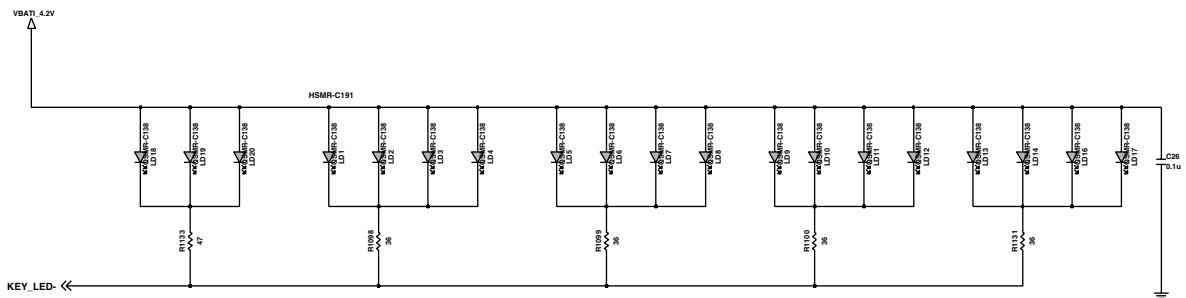 VBATI_4.2V
HSMR-C191
HSMR-C138
LD18
HSMR-C138
LD19
HSMR-C138
LD20
HSMR-C138
LD1
HSMR-C138
LD2
HSMR-C138
LD3
HSMR-C138
LD4
HSMR-C138
LD5
HSMR-C138
LD6
HSMR-C138
LD7
HSMR-C138
LD8
HSMR-C138
LD9
HSMR-C138
LD10
HSMR-C138
LD11
HSMR-C138
LD12
HSMR-C138
LD13
HSMR-C138
LD14
HSMR-C138
LD16
HSMR-C138
LD17
C26
0.1u
R1133
47
R1098
36
R1099
36
R1100
36
R1131
36
KEY_LED-